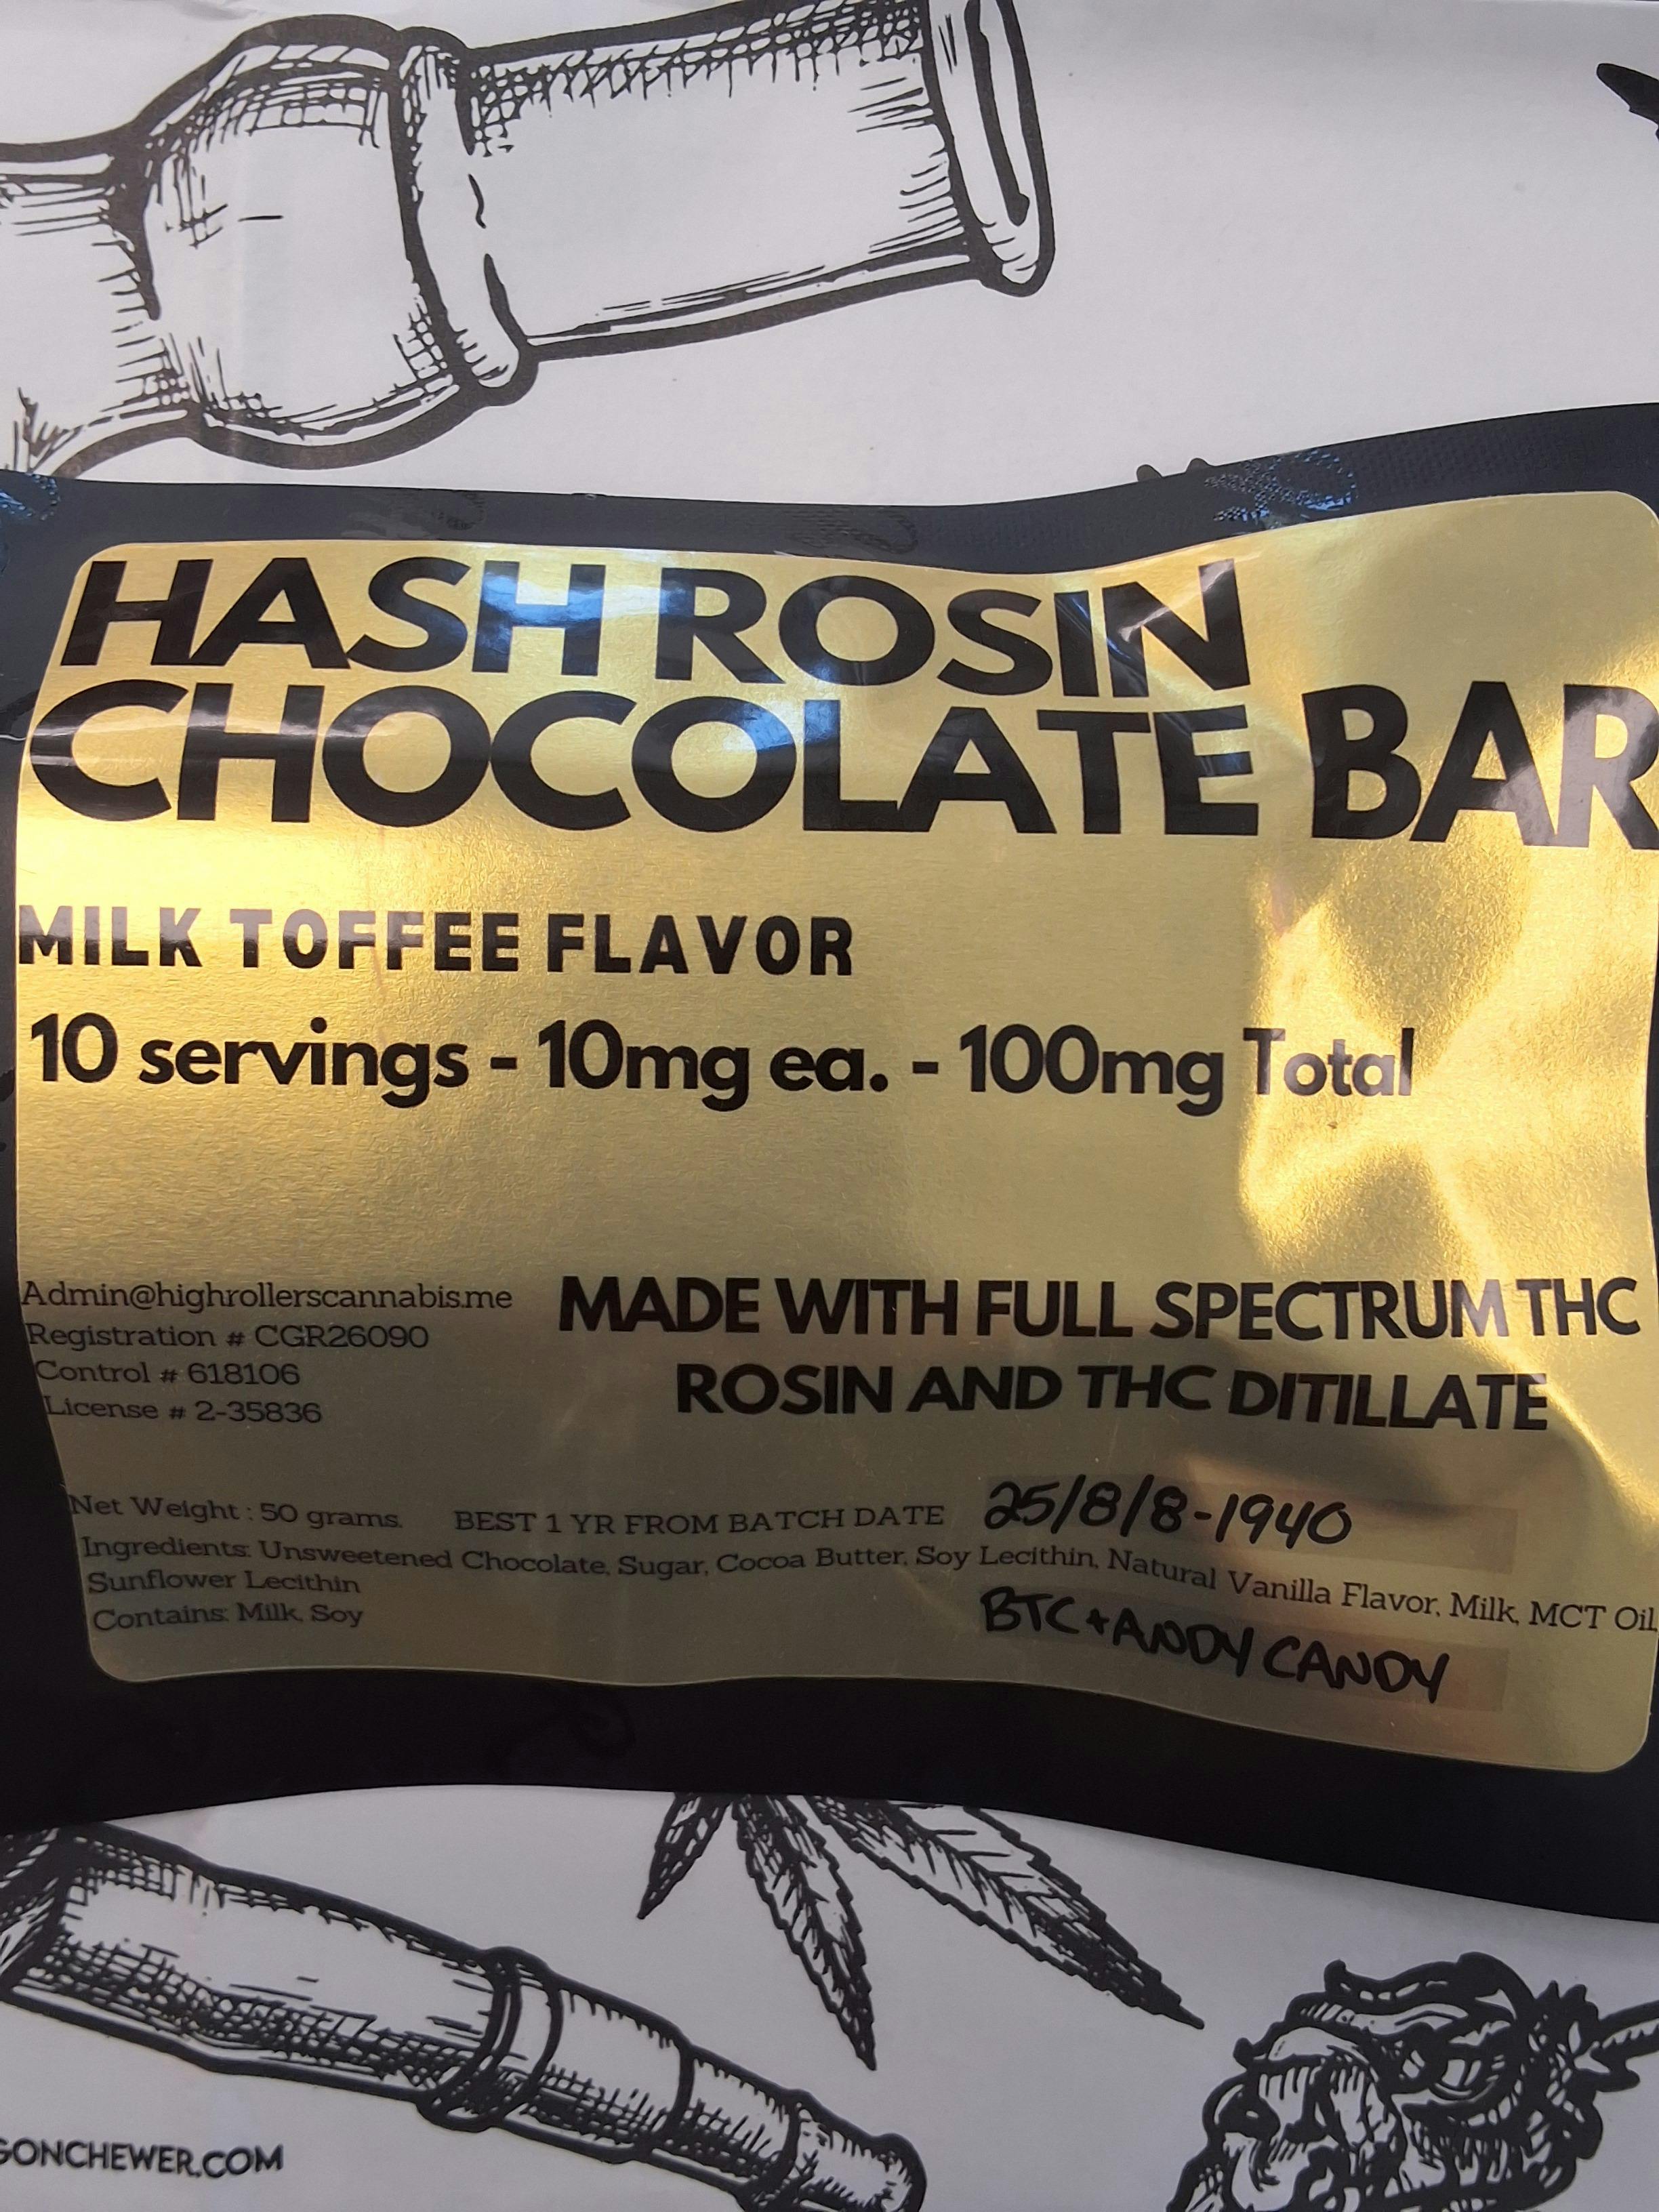 HASH ROSIN
CHOCOLATE BAR
MILK TOFFEE FLAVOR
10 servings - 10mg ea. - 100mg Total
Admin@highrollerscannabis.me
Registration # CGR26090
Control # 618106
License # 2-35836
MADE WITH FULL SPECTRUM THC
ROSIN AND THC DITILLATE
Net Weight : 50 grams. BEST 1 YR FROM BATCH DATE 25/8/8-1940
Ingredients: Unsweetened Chocolate, Sugar, Cocoa Butter, Soy Lecithin, Natural Vanilla Flavor, Milk, MCT Oil,
Sunflower Lecithin
Contains: Milk, Soy
BTC + ANDY CANDY
GONCHEWER.COM